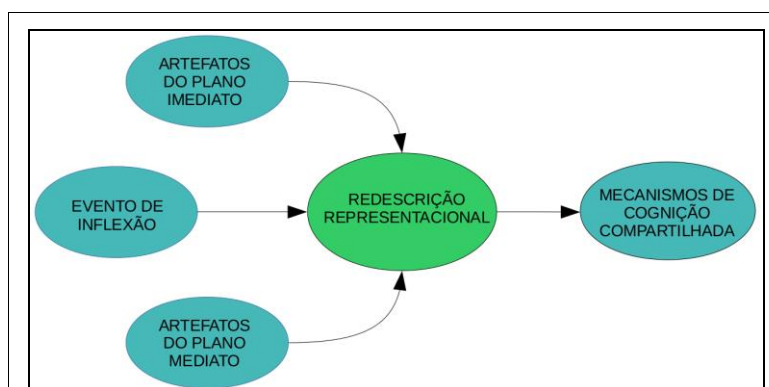 ARTEFATOS
DO PLANO
IMEDIATO
EVENTO DE
INFLEXÃO
REDESCRIÇÃO
REPRESENTACIONAL
MECANISMOS DE
COGNIÇÃO
COMPARTILHADA
ARTEFATOS
DO PLANO
MEDIATO